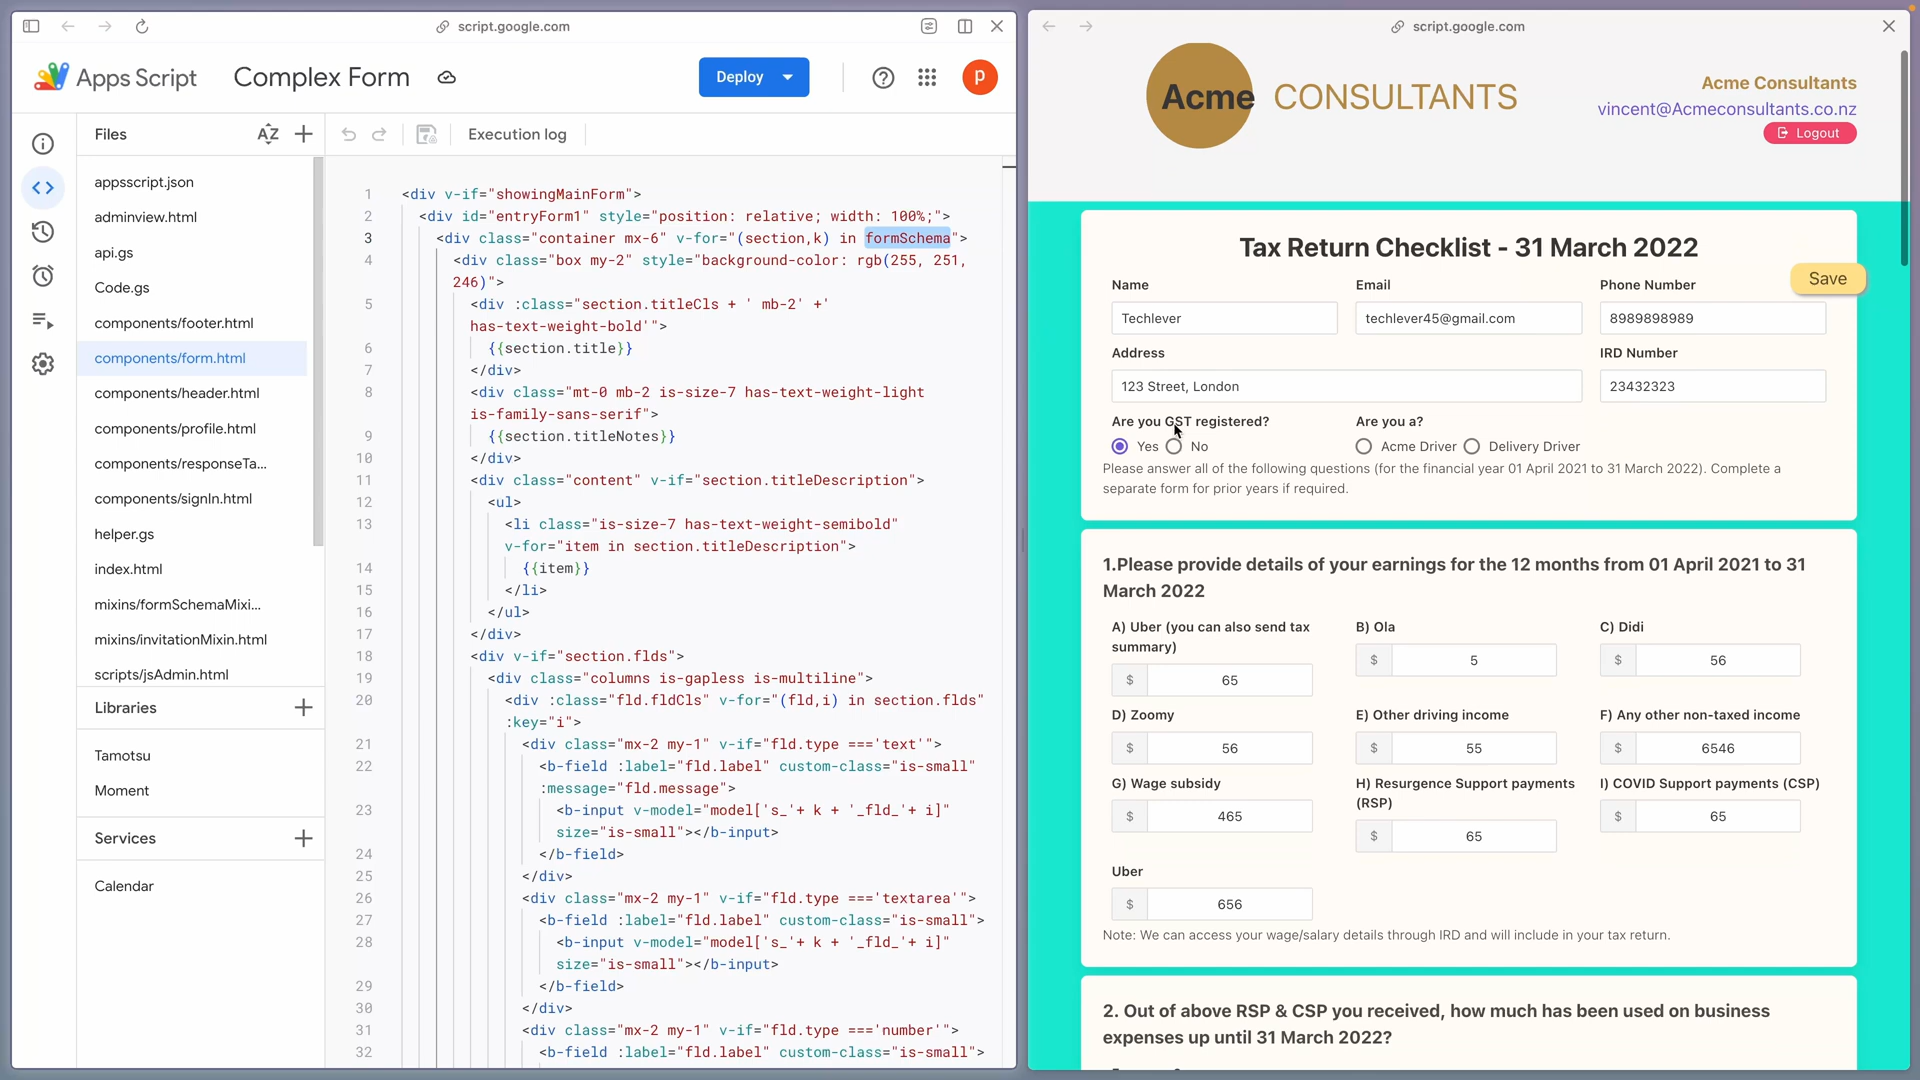 script.google.com
Apps Script
Complex Form
Deploy
p
Files
AZ
Execution log
appsscript.json
adminview.html
api.gs
Code.gs
components/footer.html
components/form.html
components/header.html
components/profile.html
components/responseTa...
components/signIn.html
helper.gs
index.html
mixins/formSchemaMixi...
mixins/invitationMixin.html
scripts/jsAdmin.html
Libraries
Tamotsu
Moment
Services
Calendar
1 <div v-if="showingMainForm">
2 <div id="entryForm1" style="position: relative; width: 100%;">
3 <div class="container mx-6" v-for="(section,k) in formSchema">
4 <div class="box my-2" style="background-color: rgb(255, 251,
246)">
5 <div :class="section.titleCls + ' mb-2' +'
has-text-weight-bold'">
6 {{section.title}}
7 </div>
8 <div class="mt-0 mb-2 is-size-7 has-text-weight-light
is-family-sans-serif">
9 {{section.titleNotes}}
10 </div>
11 <div class="content" v-if="section.titleDescription">
12 <ul>
13 <li class="is-size-7 has-text-weight-semibold"
v-for="item in section.titleDescription">
14 {{item}}
15 </li>
16 </ul>
17 </div>
18 <div v-if="section.flds">
19 <div class="columns is-gapless is-multiline">
20 <div :class="fld.fldCls" v-for="(fld,i) in section.flds"
:key="i">
21 <div class="mx-2 my-1" v-if="fld.type ==='text'">
22 <b-field :label="fld.label" custom-class="is-small"
:message="fld.message">
23 <b-input v-model="model['s_'+ k + '_fld_'+ i]"
size="is-small"></b-input>
24 </b-field>
25 </div>
26 <div class="mx-2 my-1" v-if="fld.type ==='textarea'">
27 <b-field :label="fld.label" custom-class="is-small">
28 <b-input v-model="model['s_'+ k + '_fld_'+ i]"
size="is-small"></b-input>
29 </b-field>
30 </div>
31 <div class="mx-2 my-1" v-if="fld.type ==='number'">
32 <b-field :label="fld.label" custom-class="is-small">
script.google.com
Acme CONSULTANTS
Acme Consultants
vincent@Acmeconsultants.co.nz
Logout
Tax Return Checklist - 31 March 2022
Save
Name Email Phone Number
Techlever techlever45@gmail.com 8989898989
Address IRD Number
123 Street, London 23432323
Are you GST registered? Are you a?
Yes No Acme Driver Delivery Driver
Please answer all of the following questions (for the financial year 01 April 2021 to 31 March 2022). Complete a
separate form for prior years if required.
1.Please provide details of your earnings for the 12 months from 01 April 2021 to 31
March 2022
A) Uber (you can also send tax
summary)
$ 65
B) Ola
$ 5
C) Didi
$ 56
D) Zoomy
$ 56
E) Other driving income
$ 55
F) Any other non-taxed income
$ 6546
G) Wage subsidy
$ 465
H) Resurgence Support payments
(RSP)
$ 65
I) COVID Support payments (CSP)
$ 65
Uber
$ 656
Note: We can access your wage/salary details through IRD and will include in your tax return.
2. Out of above RSP & CSP you received, how much has been used on business
expenses up until 31 March 2022?